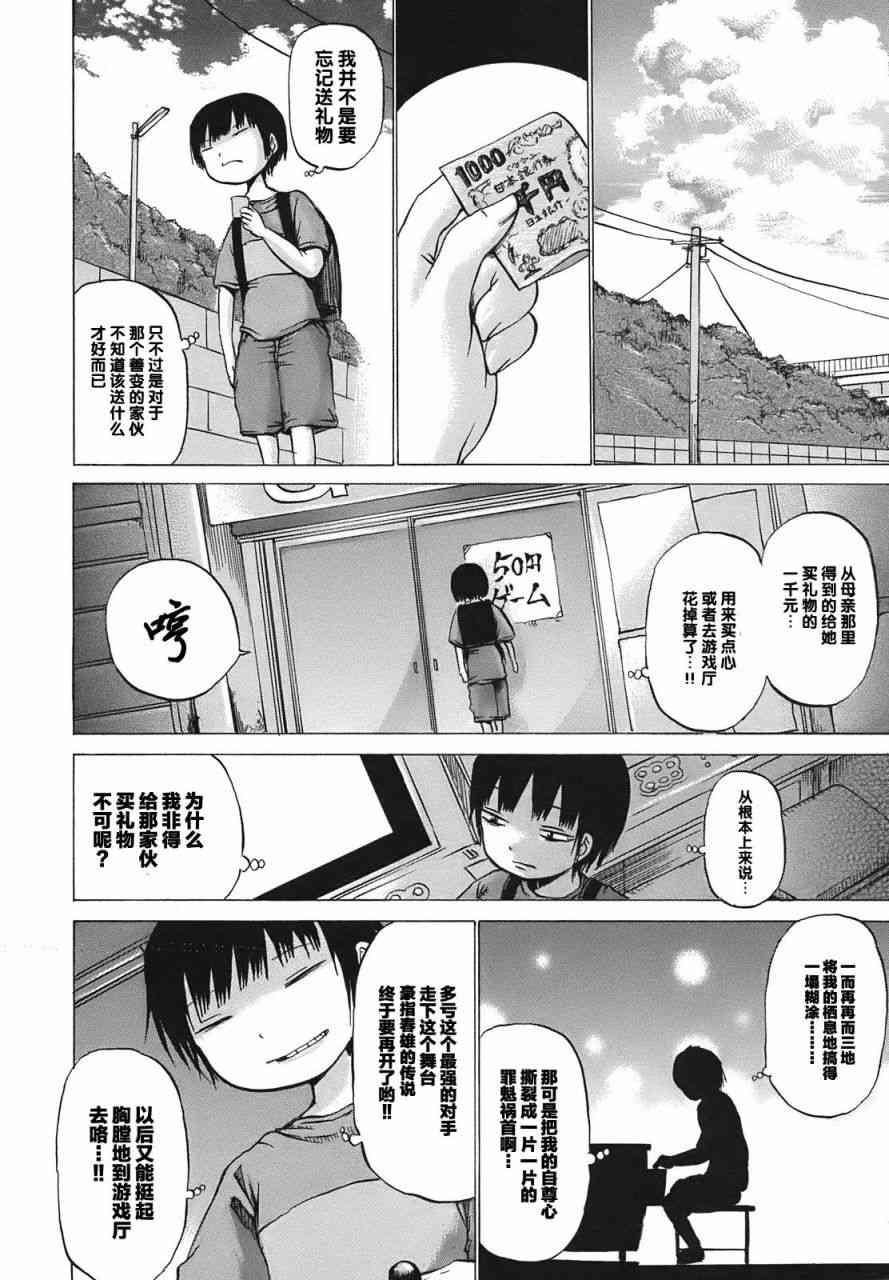 1000
日本銀行券
千円
我并不是要
忘记送礼物
只不过是对于
那个善变的家伙
不知道该送什么
才好而已
从母亲那里
得到的给她
买礼物的
一千元…
用来买点心
或者去游戏厅
花掉算了…!!
50円
ゲーム
哼
从根本上来说…
为什么
我非得
给那家伙
买礼物
不可呢？
一而再再而三地
将我的栖息地搞得
一塌糊涂………
那可是把我的自尊心
撕裂成一片一片的
罪魁祸首啊…
多亏这个最强的对手
走下这个舞台
豪指春雄的传说
终于要再开了哟!!
以后又能挺起
胸膛地到游戏厅
去咯…!!